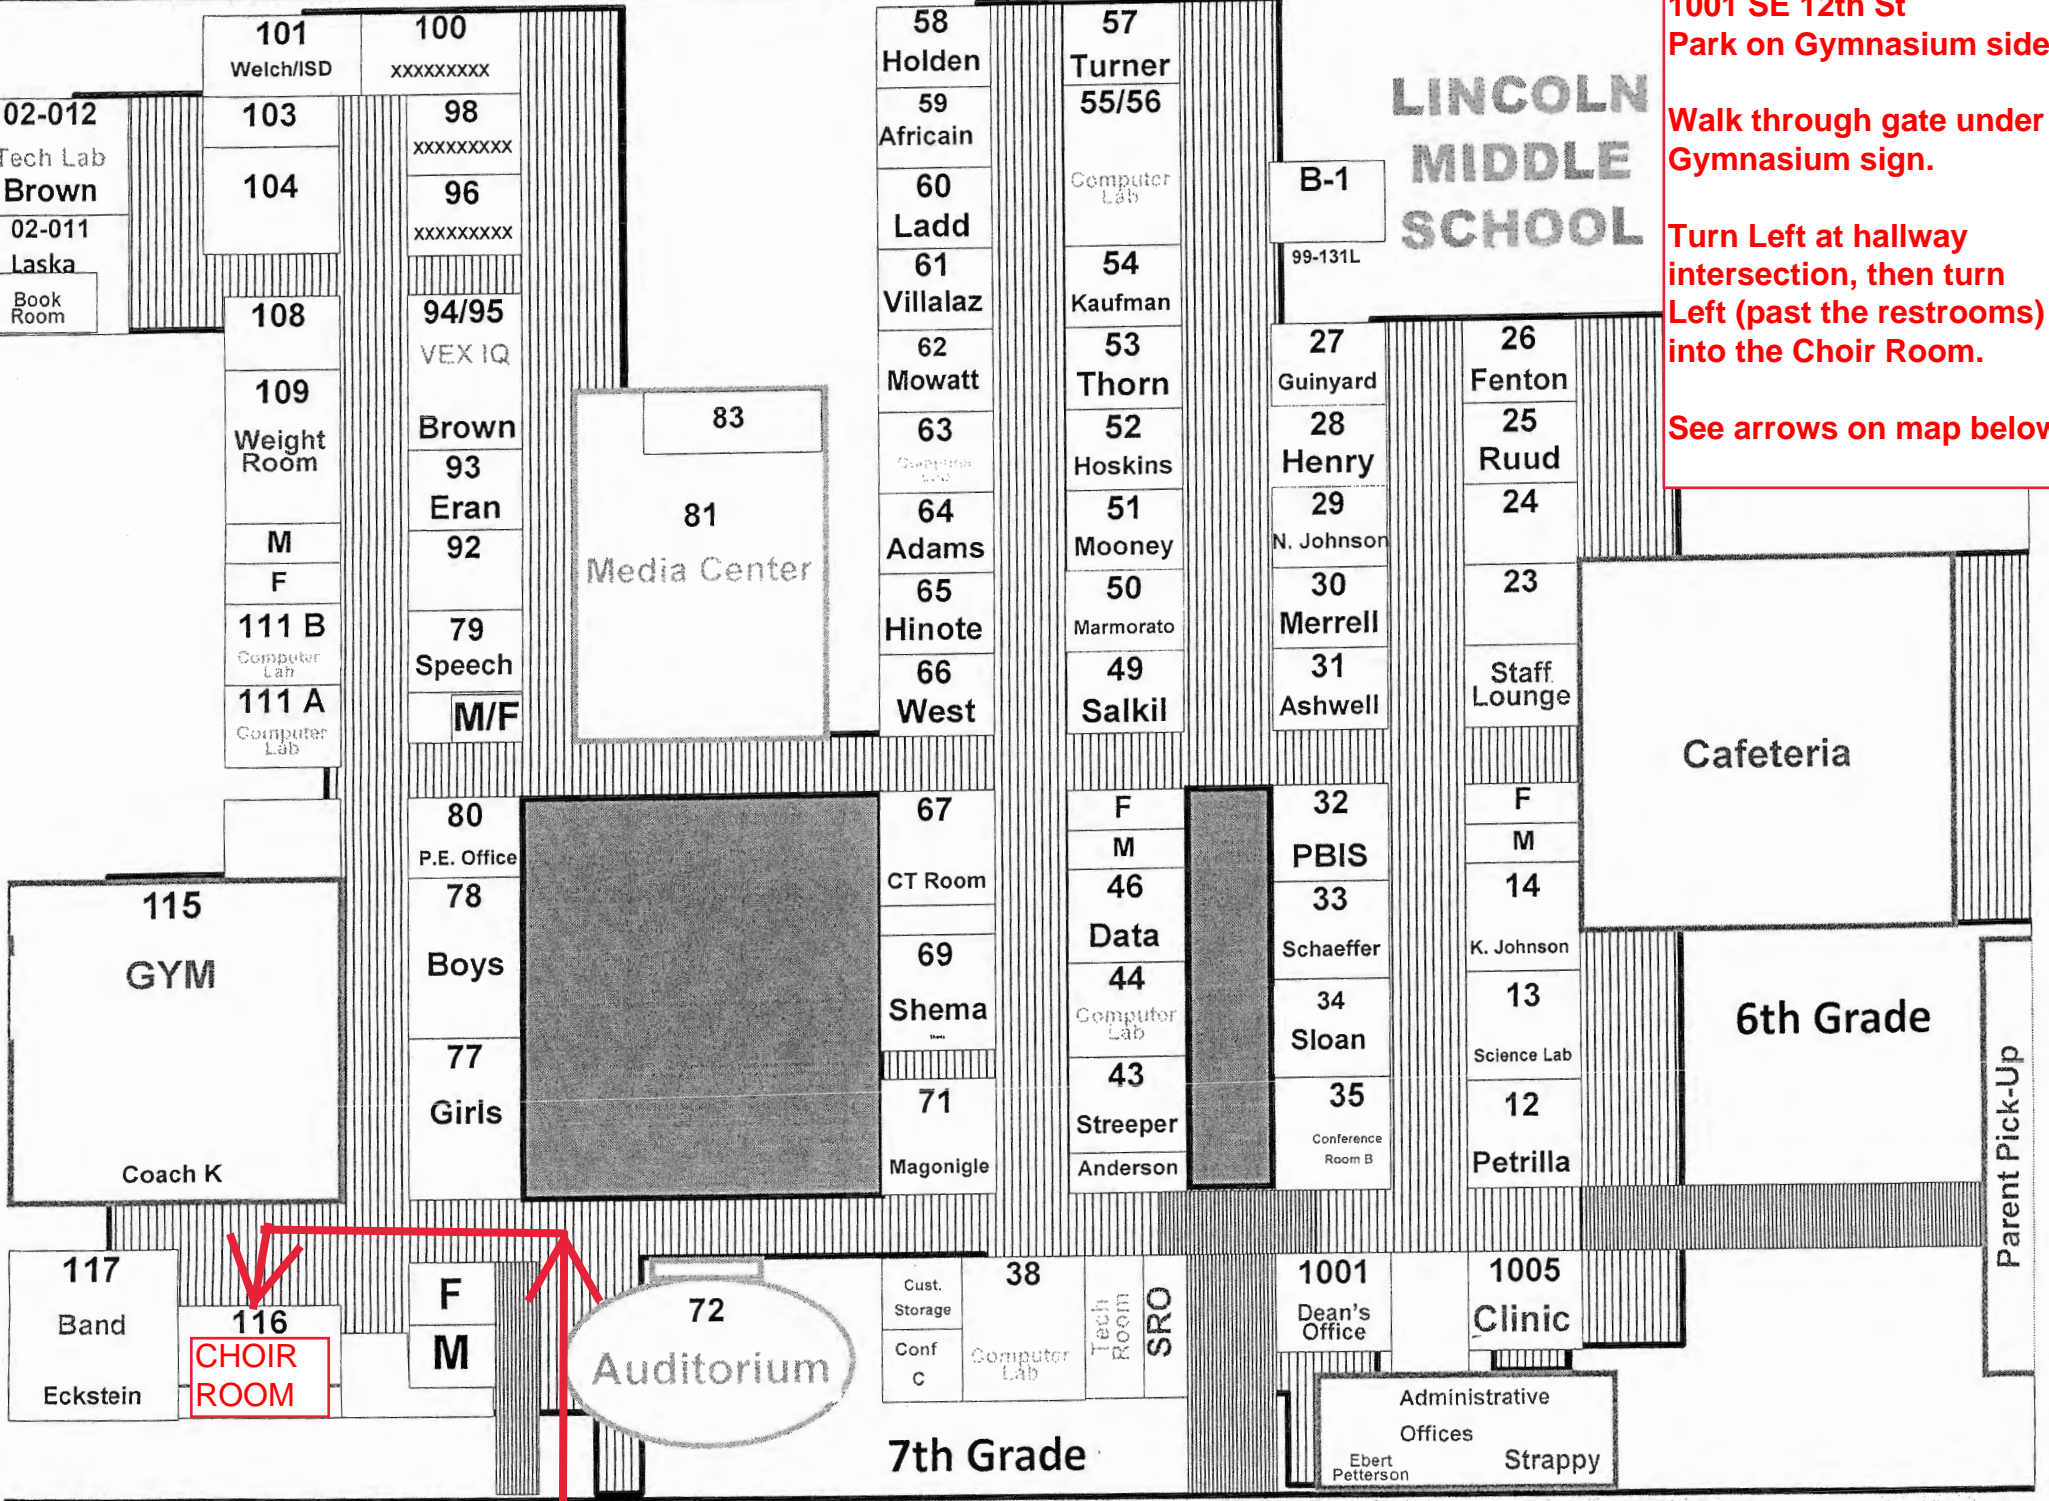 1001 SE 12th St
Park on Gymnasium side
Walk through gate under
Gymnasium sign.
Turn Left at hallway
intersection, then turn
Left (past the restrooms)
into the Choir Room.
See arrows on map below
LINCOLN
MIDDLE
SCHOOL
101
Welch/ISD
100
xxxxxxxxx
02-012
Tech Lab
Brown
02-011
Laska
Book
Room
103
104
98
xxxxxxxxx
96
xxxxxxxxx
108
109
Weight
Room
M
F
111 B
Computer
Lab
111 A
Computer
Lab
94/95
VEX IQ
Brown
93
Eran
92
79
Speech
M/F
83
81
Media Center
58
Holden
59
Africain
60
Ladd
61
Villalaz
62
Mowatt
63
Computer
Lab
64
Adams
65
Hinote
66
West
57
Turner
55/56
Computer
Lab
54
Kaufman
53
Thorn
52
Hoskins
51
Mooney
50
Marmorato
49
Salkil
B-1
99-131L
27
Guinyard
28
Henry
29
N. Johnson
30
Merrell
31
Ashwell
26
Fenton
25
Ruud
24
23
Staff
Lounge
Cafeteria
115
GYM
Coach K
80
P.E. Office
78
Boys
77
Girls
67
CT Room
69
Shema
71
Magonigle
F
M
46
Data
44
Computer
Lab
43
Streeper
Anderson
32
PBIS
33
Schaeffer
34
Sloan
35
Conference
Room B
F
M
14
K. Johnson
13
Science Lab
12
Petrilla
6th Grade
Parent Pick-Up
117
Band
Eckstein
116
CHOIR
ROOM
F
M
72
Auditorium
Cust.
Storage
Conf
C
38
Computer
Lab
Tech
Room
SRO
7th Grade
1001
Dean's
Office
1005
Clinic
Administrative
Offices
Ebert
Petterson
Strappy